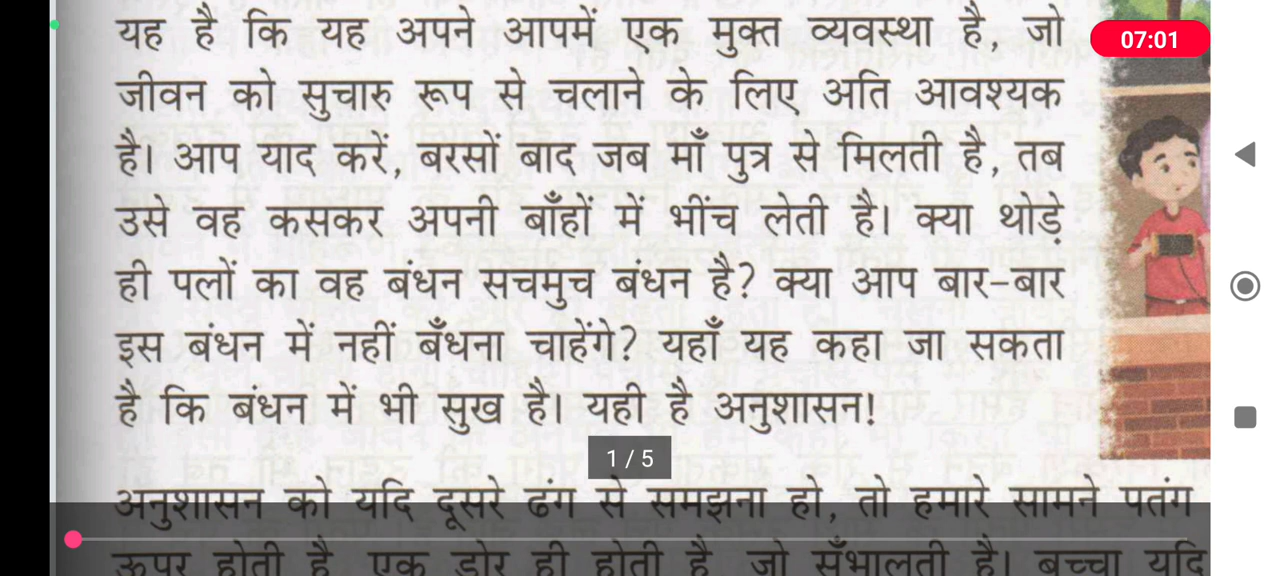 यह है कि यह अपने आपमें एक मुक्त व्यवस्था है, जो
07:01
जीवन को सुचारु रूप से चलाने के लिए अति आवश्यक
है। आप याद करें, बरसों बाद जब माँ पुत्र से मिलती है, तब
उसे वह कसकर अपनी बाँहों में भींच लेती है। क्या थोड़े
ही पलों का वह बंधन सचमुच बंधन है? क्या आप बार-बार
इस बंधन में नहीं बँधना चाहेंगे? यहाँ यह कहा जा सकता
है कि बंधन में भी सुख है। यही है अनुशासन!
1 / 5
अनुशासन को यदि दूसरे ढंग से समझना हो, तो हमारे सामने पतंग
ऊपर होती है, एक डोर ही होती है, जो सँभालती है। बच्चा यदि